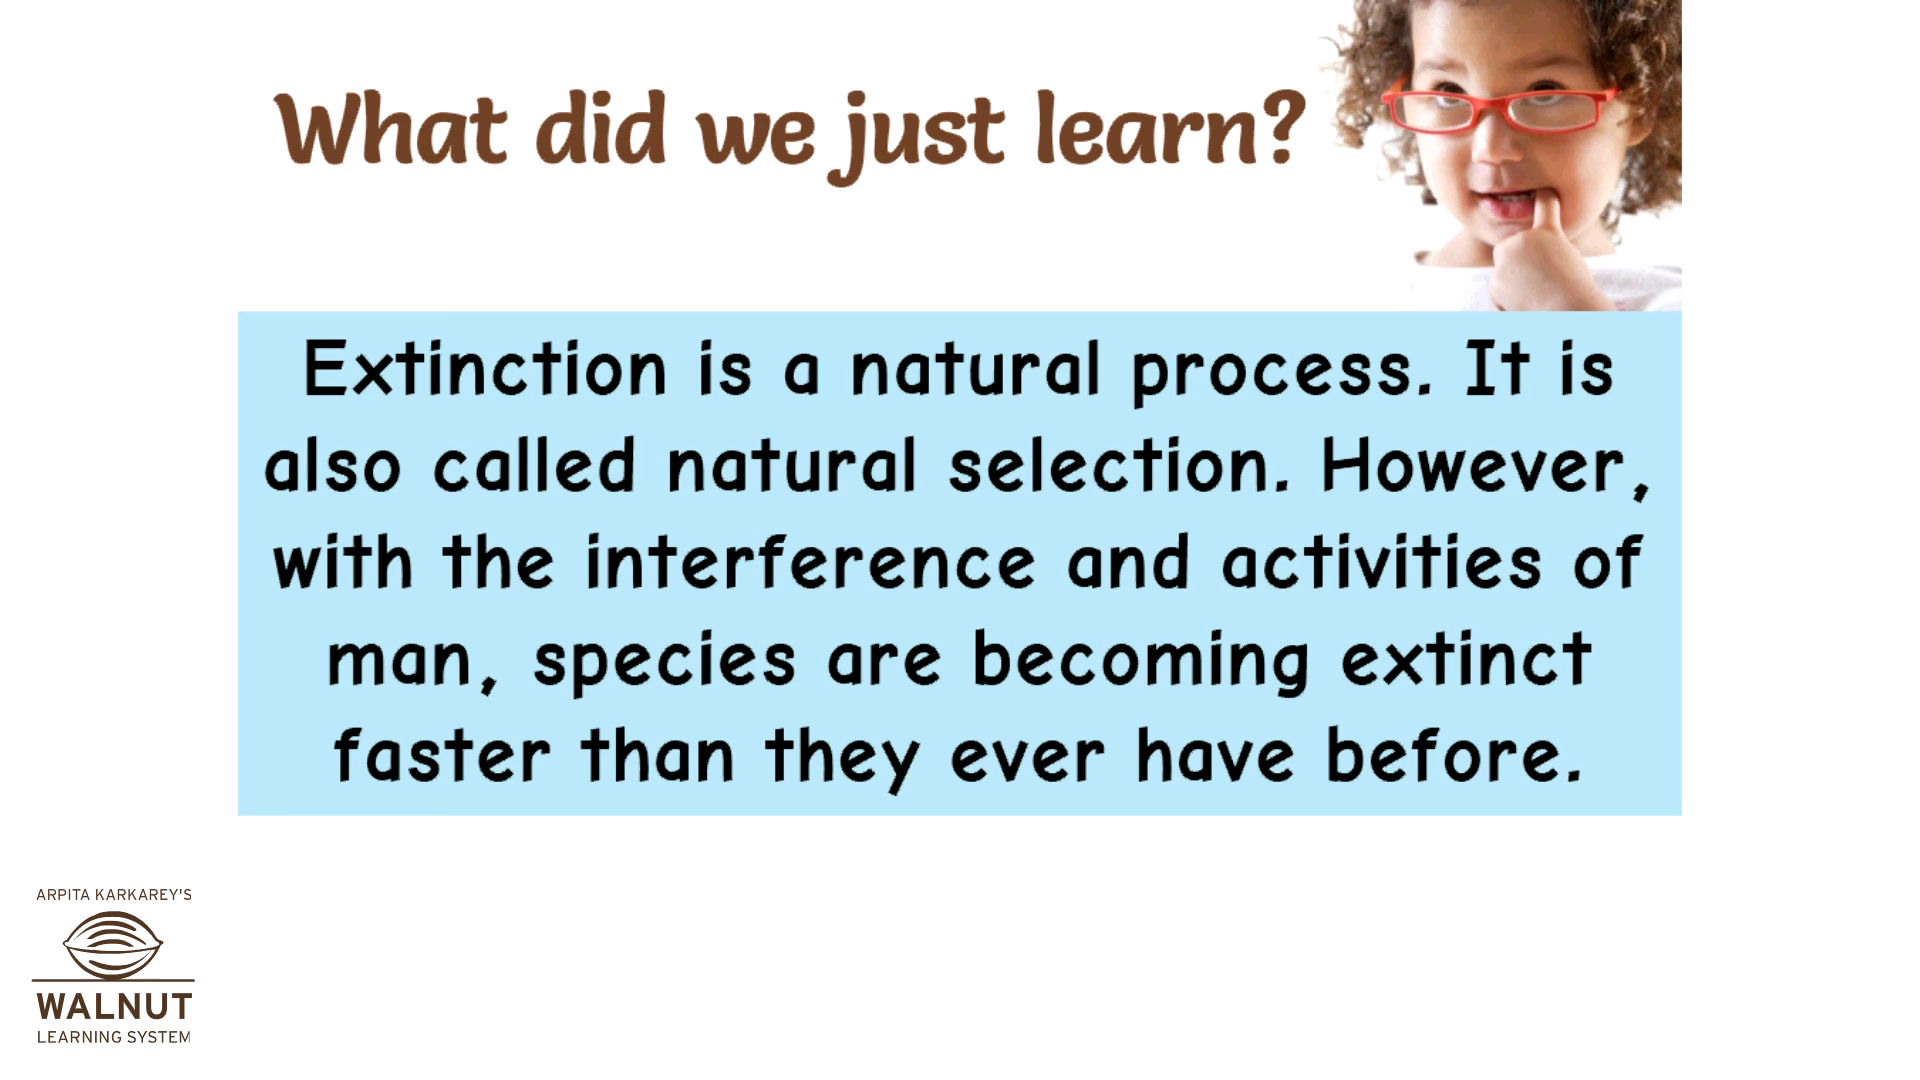 What did we just learn?
Extinction is a natural process. It is
also called natural selection. However,
with the interference and activities of
man, species are becoming extinct
faster than they ever have before.
ARPITA KARKAREY'S
WALNUT
LEARNING SYSTEM